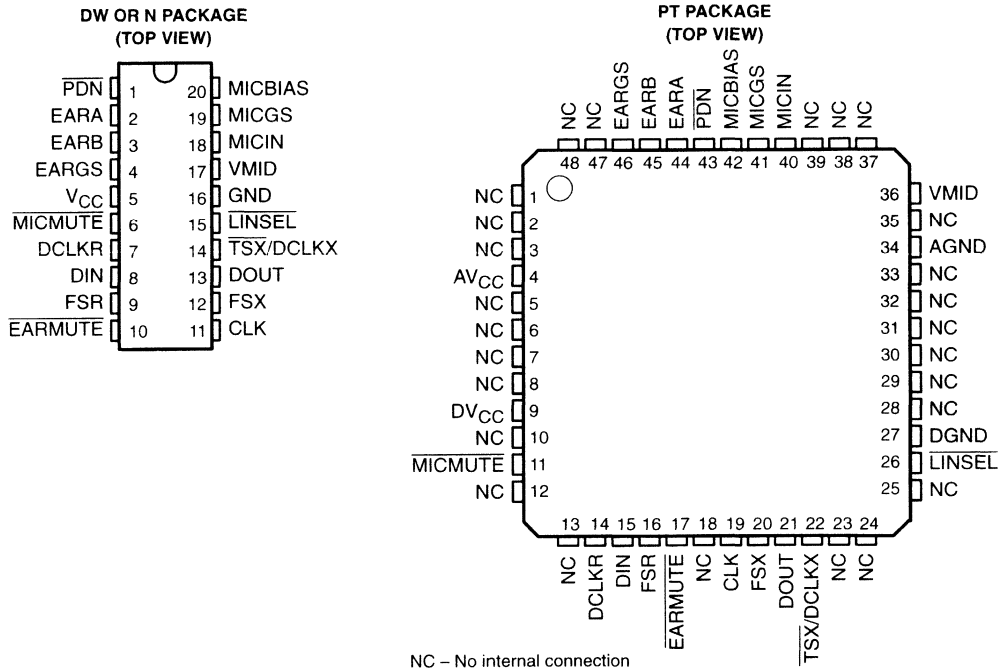 DW OR N PACKAGE
(TOP VIEW)
PDN 1 20 MICBIAS
EARA 2 19 MICGS
EARB 3 18 MICIN
EARGS 4 17 VMID
VCC 5 16 GND
MICMUTE 6 15 LINSEL
DCLKR 7 14 TSX/DCLKX
DIN 8 13 DOUT
FSR 9 12 FSX
EARMUTE 10 11 CLK
PT PACKAGE
(TOP VIEW)
NC NC EARGS EARB EARA PDN MICBIAS MICGS MICIN NC NC NC
48 47 46 45 44 43 42 41 40 39 38 37
NC 1 36 VMID
NC 2 35 NC
NC 3 34 AGND
AVCC 4 33 NC
NC 5 32 NC
NC 6 31 NC
NC 7 30 NC
NC 8 29 NC
DVCC 9 28 NC
NC 10 27 DGND
MICMUTE 11 26 LINSEL
NC 12 25 NC
13 14 15 16 17 18 19 20 21 22 23 24
NC DCLKR DIN FSR EARMUTE NC CLK FSX DOUT TSX/DCLKX NC NC
NC – No internal connection